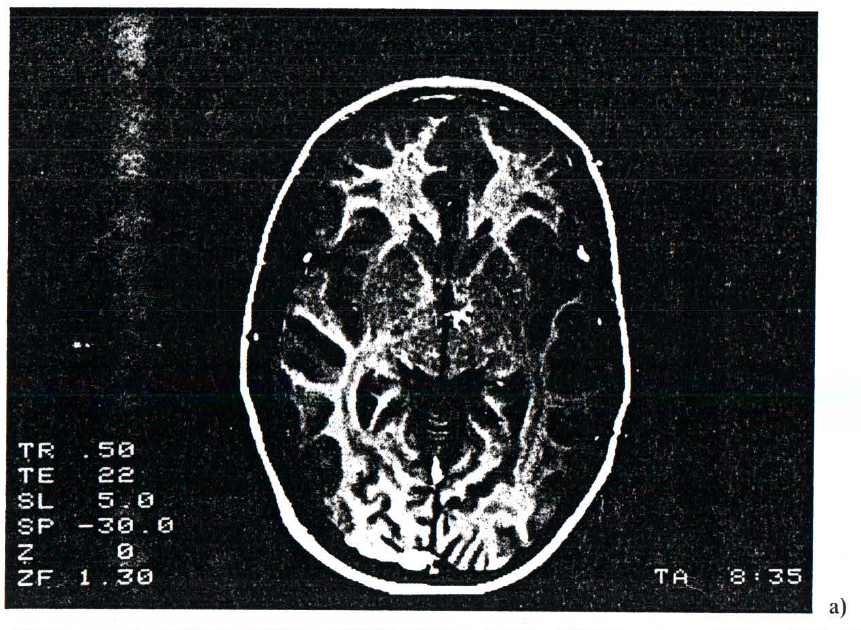 TR .50
TE 22
SL 5.0
SP -30.0
Z 0
ZF 1.30
TA 8:35
a)